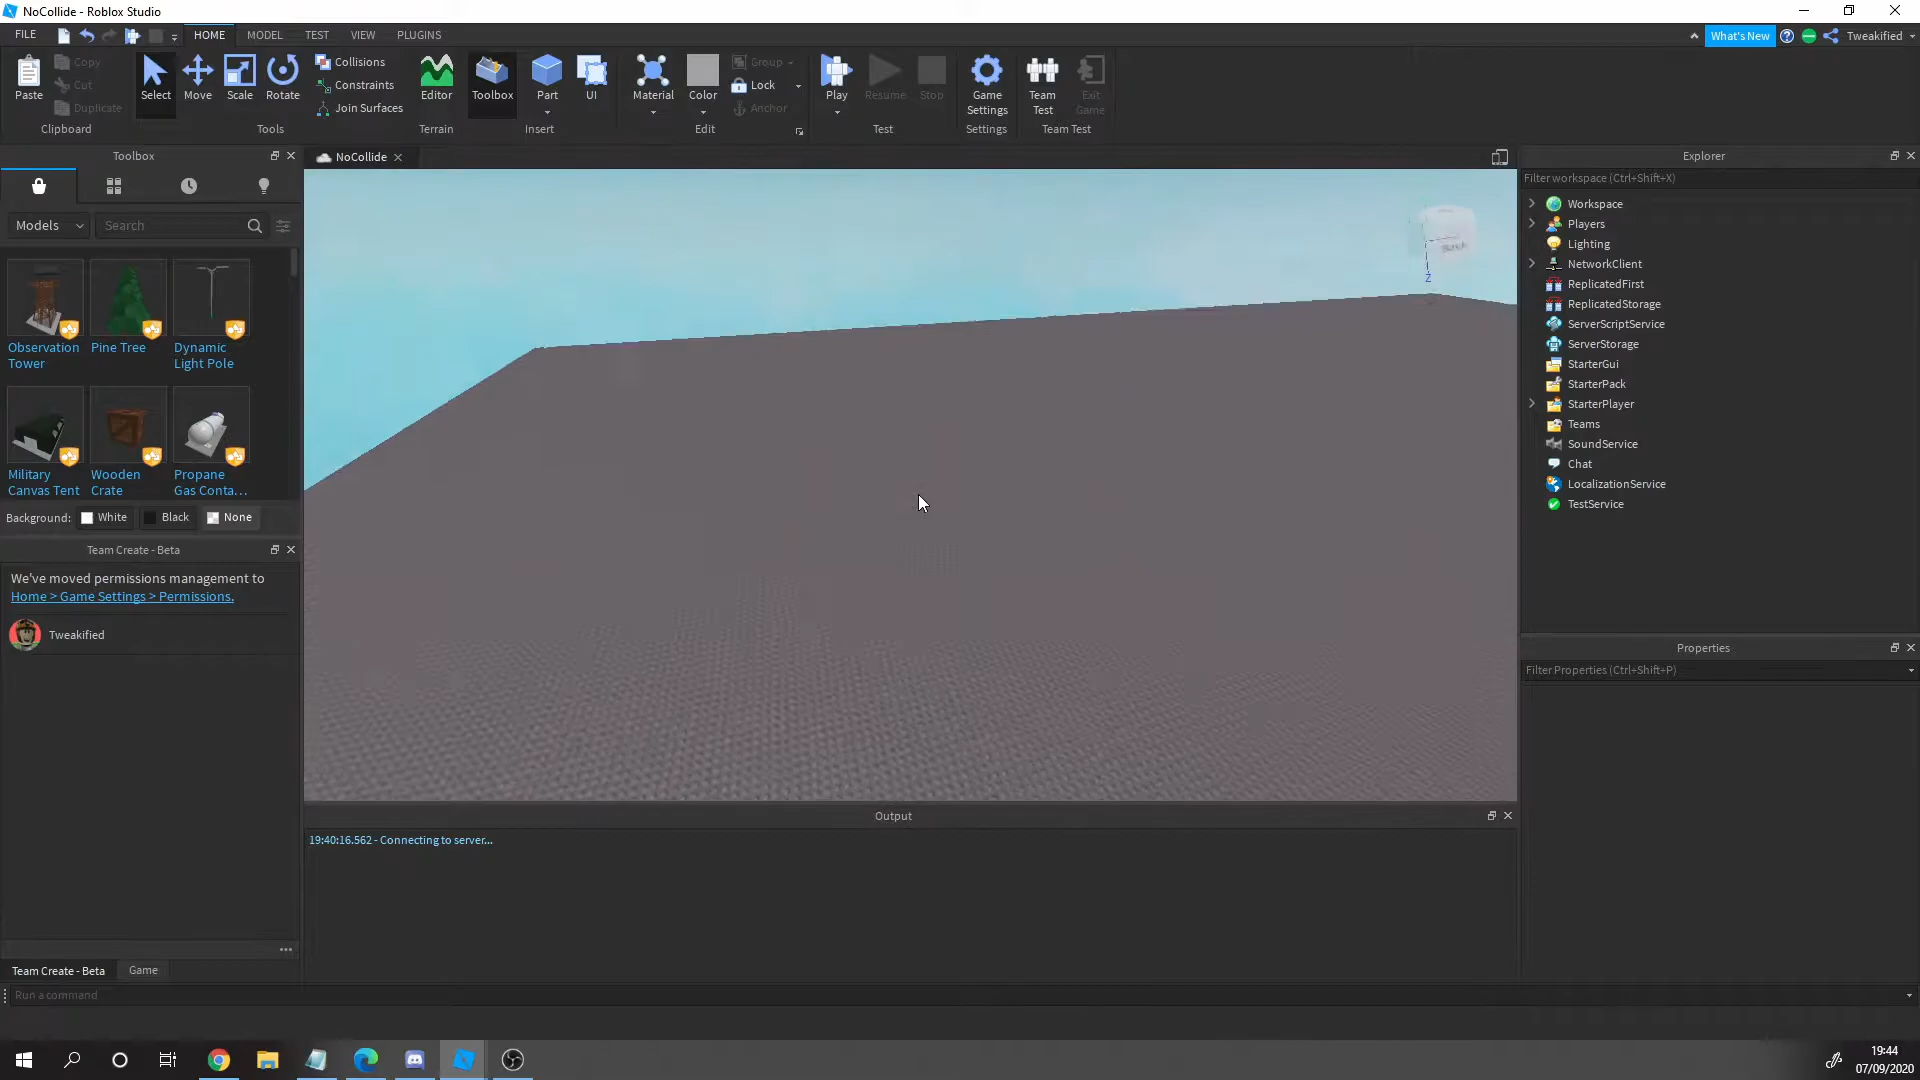 NoCollide - Roblox Studio
FILE
HOME
MODEL
TEST
VIEW
PLUGINS
What's New
Tweakified
Paste
Copy
Cut
Duplicate
Clipboard
Select
Move
Scale
Rotate
Collisions
Constraints
Join Surfaces
Tools
Editor
Terrain
Toolbox
Part
UI
Insert
Material
Color
Group
Lock
Anchor
Edit
Play
Resume
Stop
Test
Game
Settings
Settings
Team
Test
Exit
Game
Team Test
Toolbox
Models
Search
Observation
Tower
Pine Tree
Dynamic
Light Pole
Military
Canvas Tent
Wooden
Crate
Propane
Gas Conta...
Background:
White
Black
None
Team Create - Beta
We've moved permissions management to
Home > Game Settings > Permissions.
Tweakified
Team Create - Beta
Game
Run a command
NoCollide
Z
Output
19:40:16.562 - Connecting to server...
Explorer
Filter workspace (Ctrl+Shift+X)
Workspace
Players
Lighting
NetworkClient
ReplicatedFirst
ReplicatedStorage
ServerScriptService
ServerStorage
StarterGui
StarterPack
StarterPlayer
Teams
SoundService
Chat
LocalizationService
TestService
Properties
Filter Properties (Ctrl+Shift+P)
19:44
07/09/2020